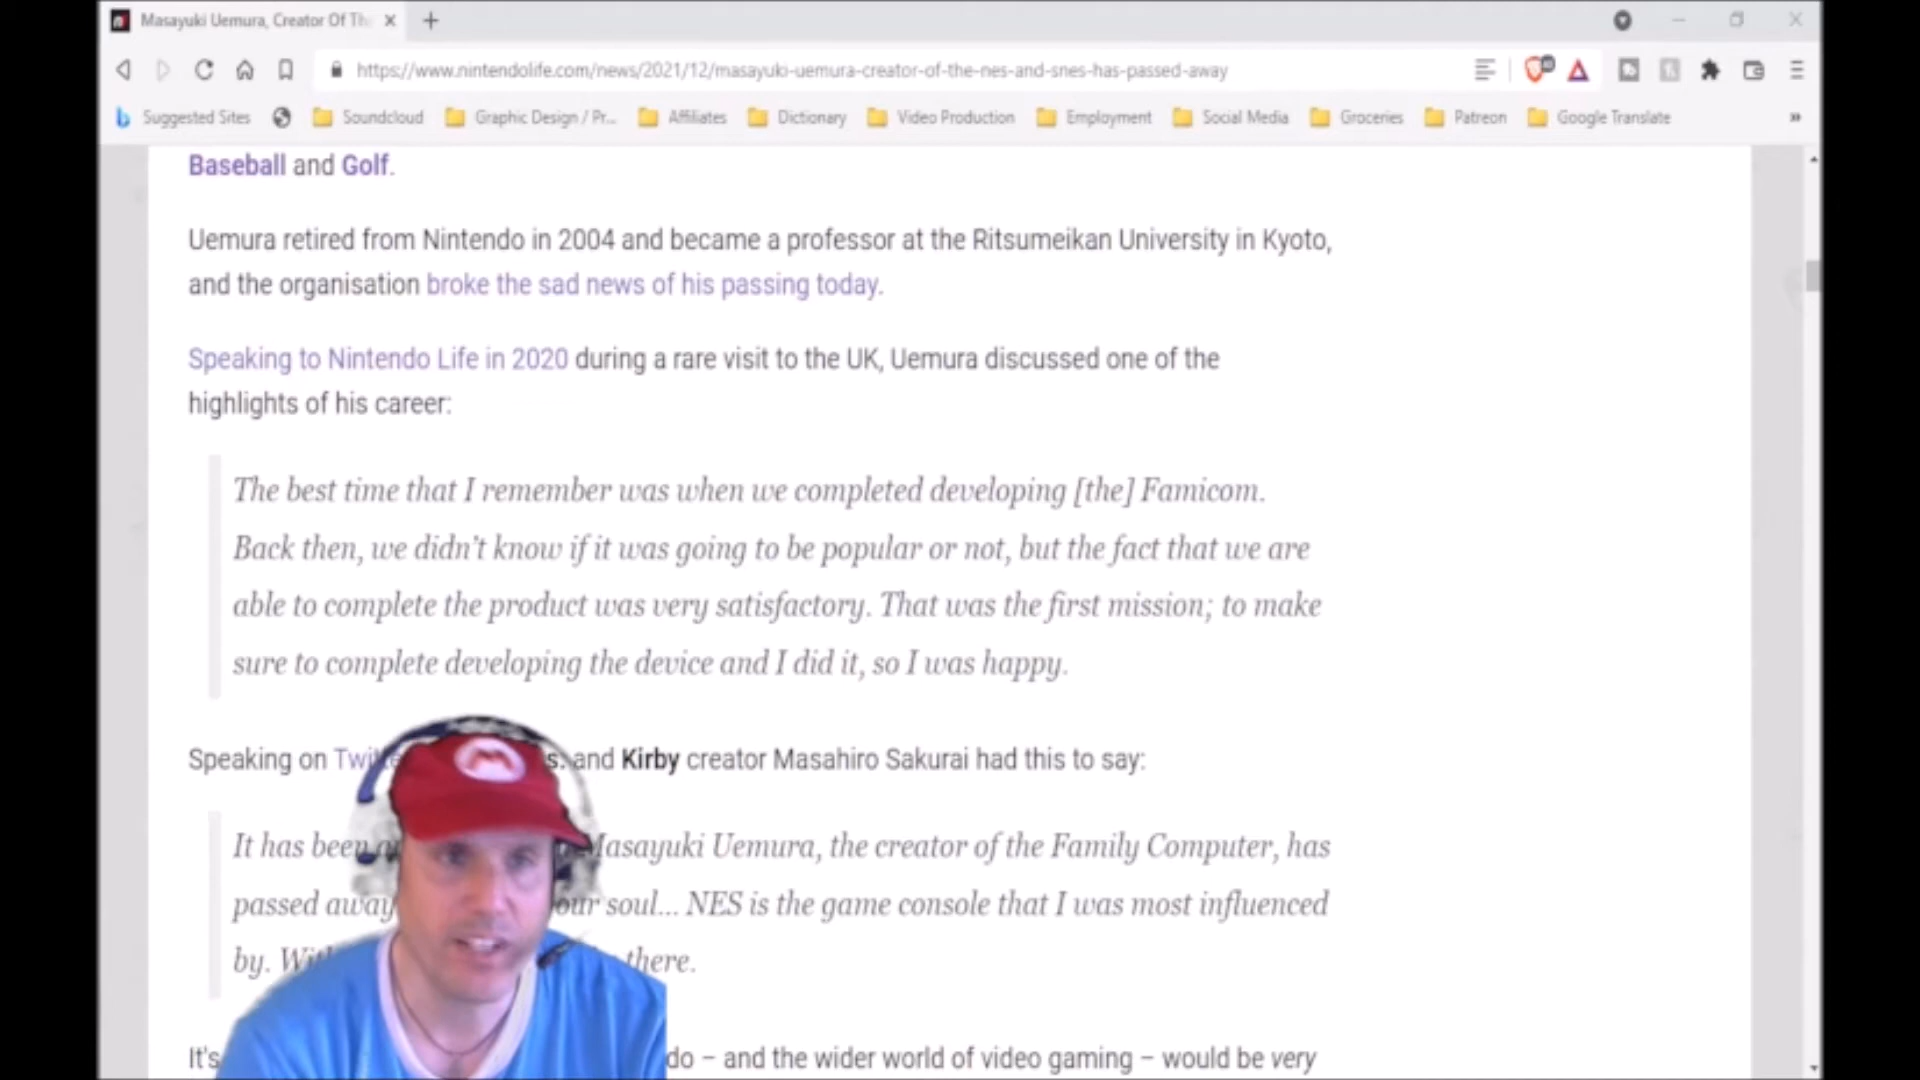 Masayuki Uemura, Creator Of Th
https://www.nintendolife.com/news/2021/12/masayuki-uemura-creator-of-the-nes-and-snes-has-passed-away
Suggested Sites Soundcloud Graphic Design / Pr... Affiliates Dictionary Video Production Employment Social Media Groceries Patreon Google Translate »
Baseball and Golf.
Uemura retired from Nintendo in 2004 and became a professor at the Ritsumeikan University in Kyoto,
and the organisation broke the sad news of his passing today.
Speaking to Nintendo Life in 2020 during a rare visit to the UK, Uemura discussed one of the
highlights of his career:
The best time that I remember was when we completed developing [the] Famicom.
Back then, we didn't know if it was going to be popular or not, but the fact that we are
able to complete the product was very satisfactory. That was the first mission; to make
sure to complete developing the device and I did it, so I was happy.
Speaking on s. and Kirby creator Masahiro Sakurai had this to say:
It has been Masayuki Uemura, the creator of the Family Computer, has
passed away our soul... NES is the game console that I was most influenced
by. there.
It's do – and the wider world of video gaming – would be very
M